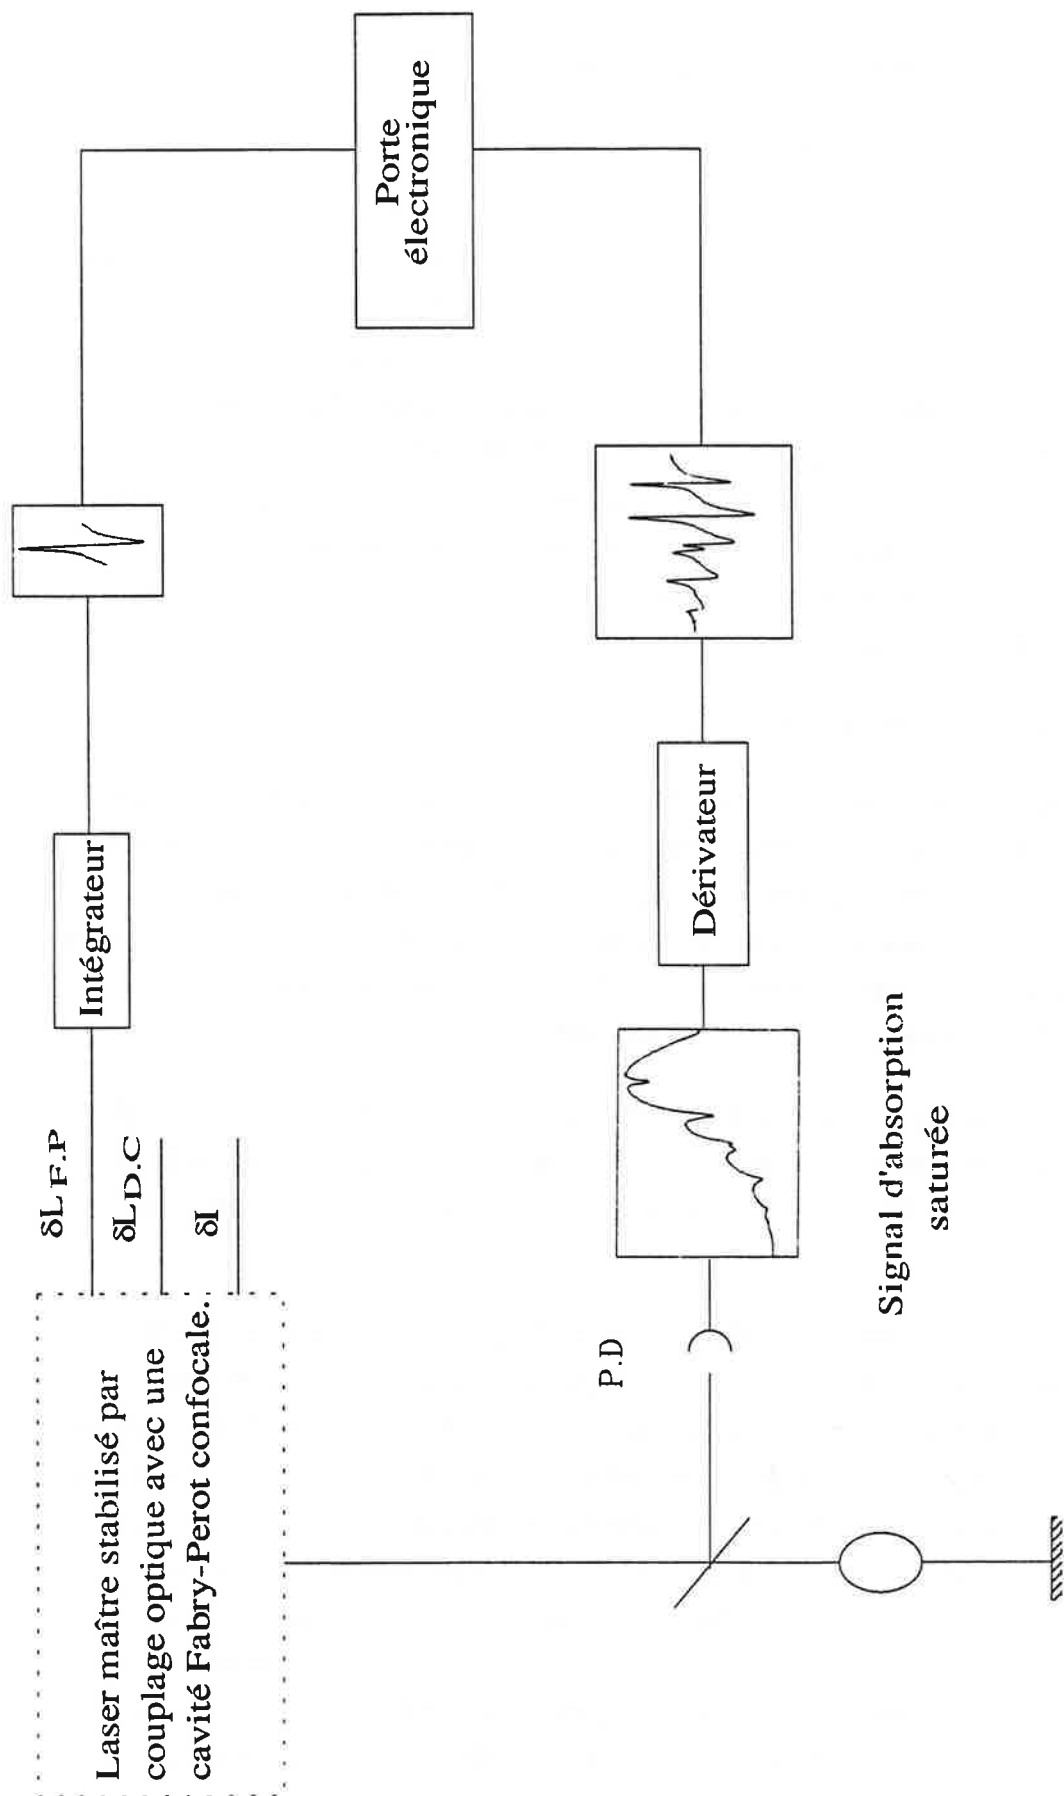 Laser maître stabilisé par
couplage optique avec une
cavité Fabry-Perot confocale.
δL F.P
δL D.C
δI
Intégrateur
Porte
électronique
P.D
Dérivateur
Signal d'absorption
saturée